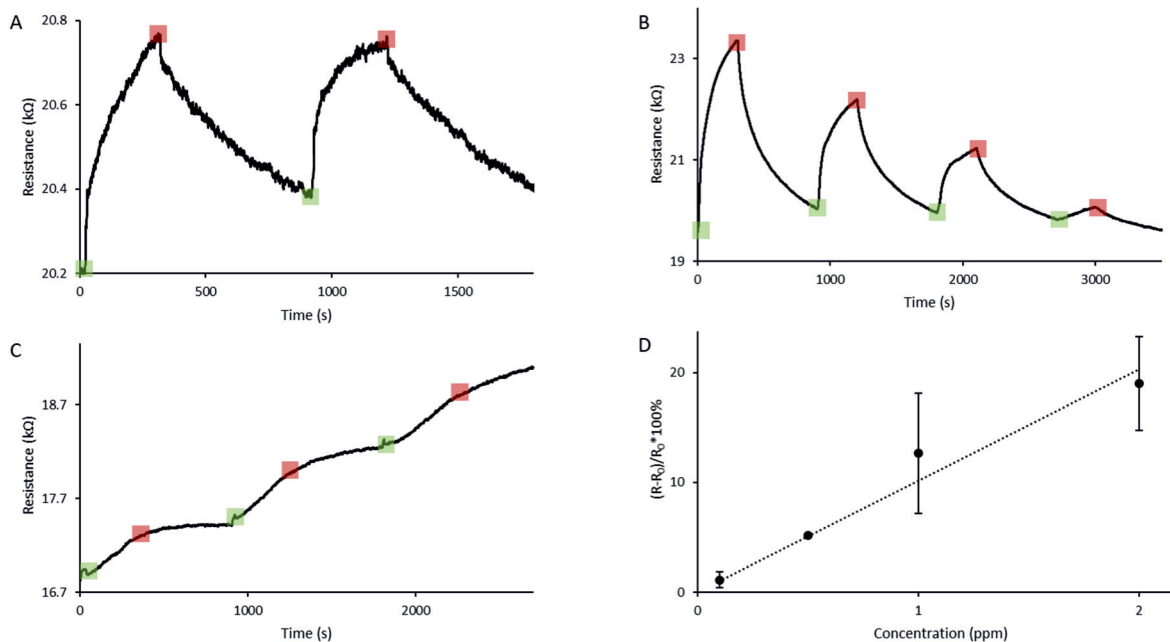 A
20.8
20.6
20.4
20.2
Resistance (kΩ)
0
500
1000
1500
Time (s)
B
23
21
19
Resistance (kΩ)
0
1000
2000
3000
Time (s)
C
18.7
17.7
16.7
Resistance (kΩ)
0
1000
2000
Time (s)
D
20
10
0
(R-R₀)/R₀*100%
0
1
2
Concentration (ppm)